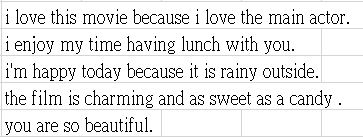 i love this movie because i love the main actor.
i enjoy my time having lunch with you.
i'm happy today because it is rainy outside.
the film is charming and as sweet as a candy .
you are so beautiful.